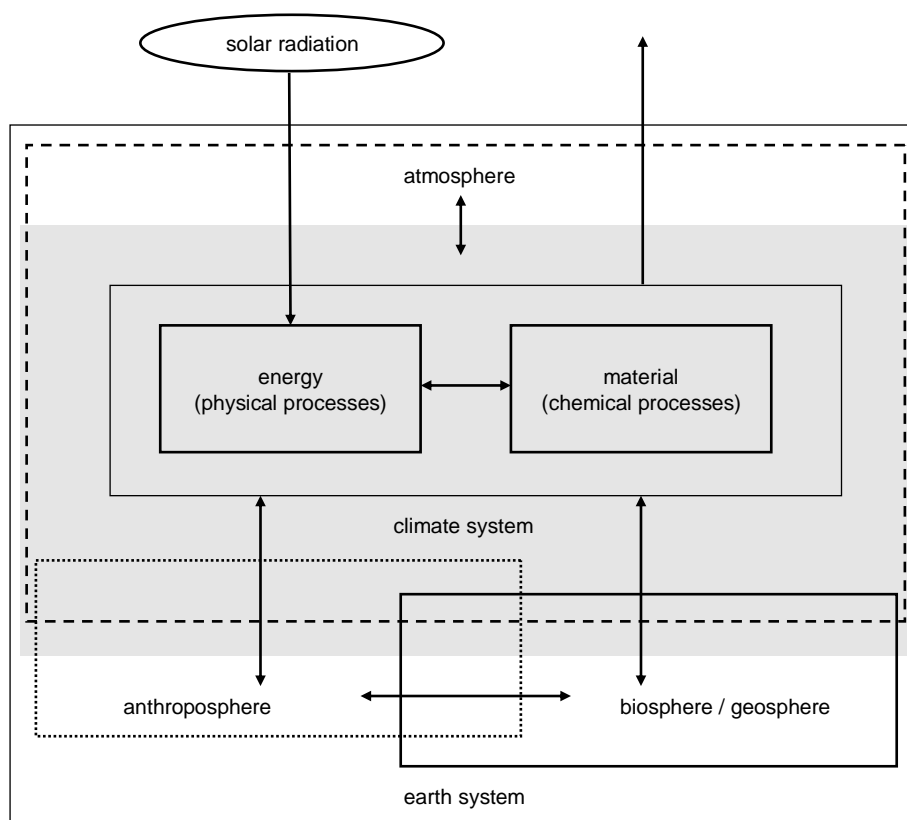 solar radiation
atmosphere
energy
(physical processes)
material
(chemical processes)
climate system
anthroposphere
biosphere / geosphere
earth system